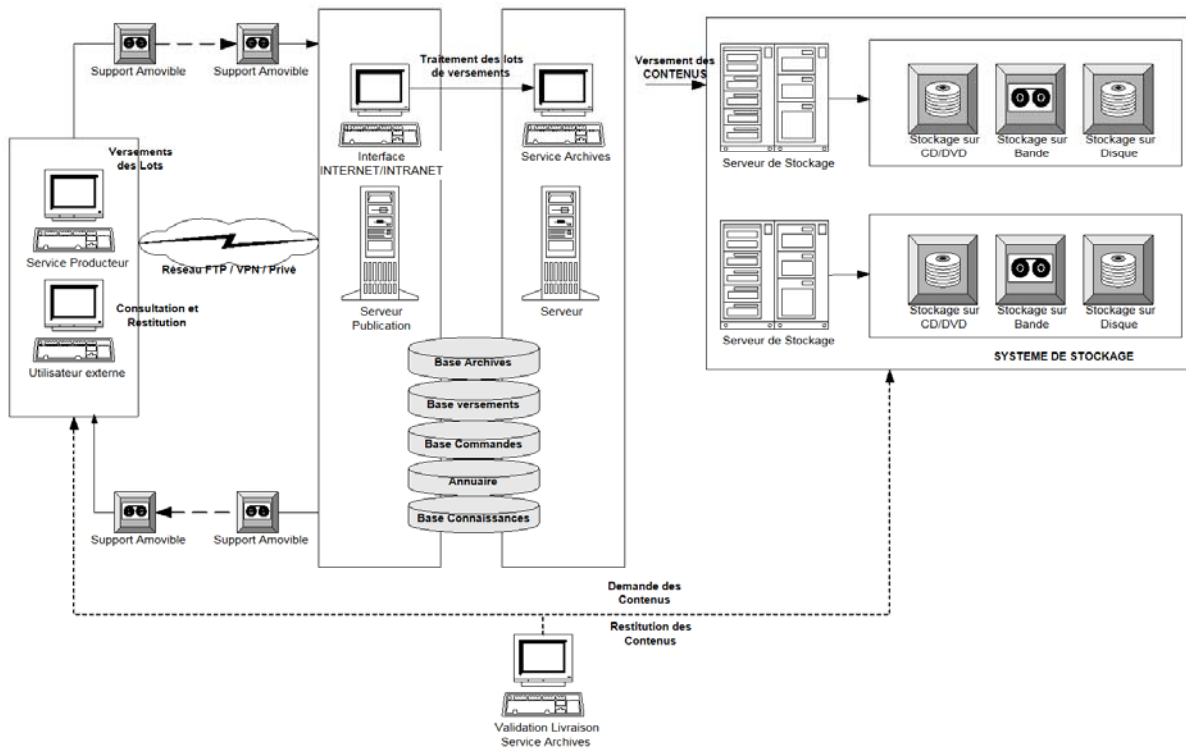 Support Amovible
Support Amovible
Versements
des Lots
Service Producteur
Réseau FTP / VPN / Privé
Consultation et
Restitution
Utilisateur externe
Support Amovible
Support Amovible
Interface
INTERNET/INTRANET
Serveur
Publication
Traitement des lots
de versements
Service Archives
Serveur
Base Archives
Base versements
Base Commandes
Annuaire
Base Connaissances
Versement des
CONTENUS
Serveur de Stockage
Stockage sur
CD/DVD
Stockage sur
Bande
Stockage sur
Disque
Serveur de Stockage
Stockage sur
CD/DVD
Stockage sur
Bande
Stockage sur
Disque
SYSTEME DE STOCKAGE
Demande des
Contenus
Restitution des
Contenus
Validation Livraison
Service Archives